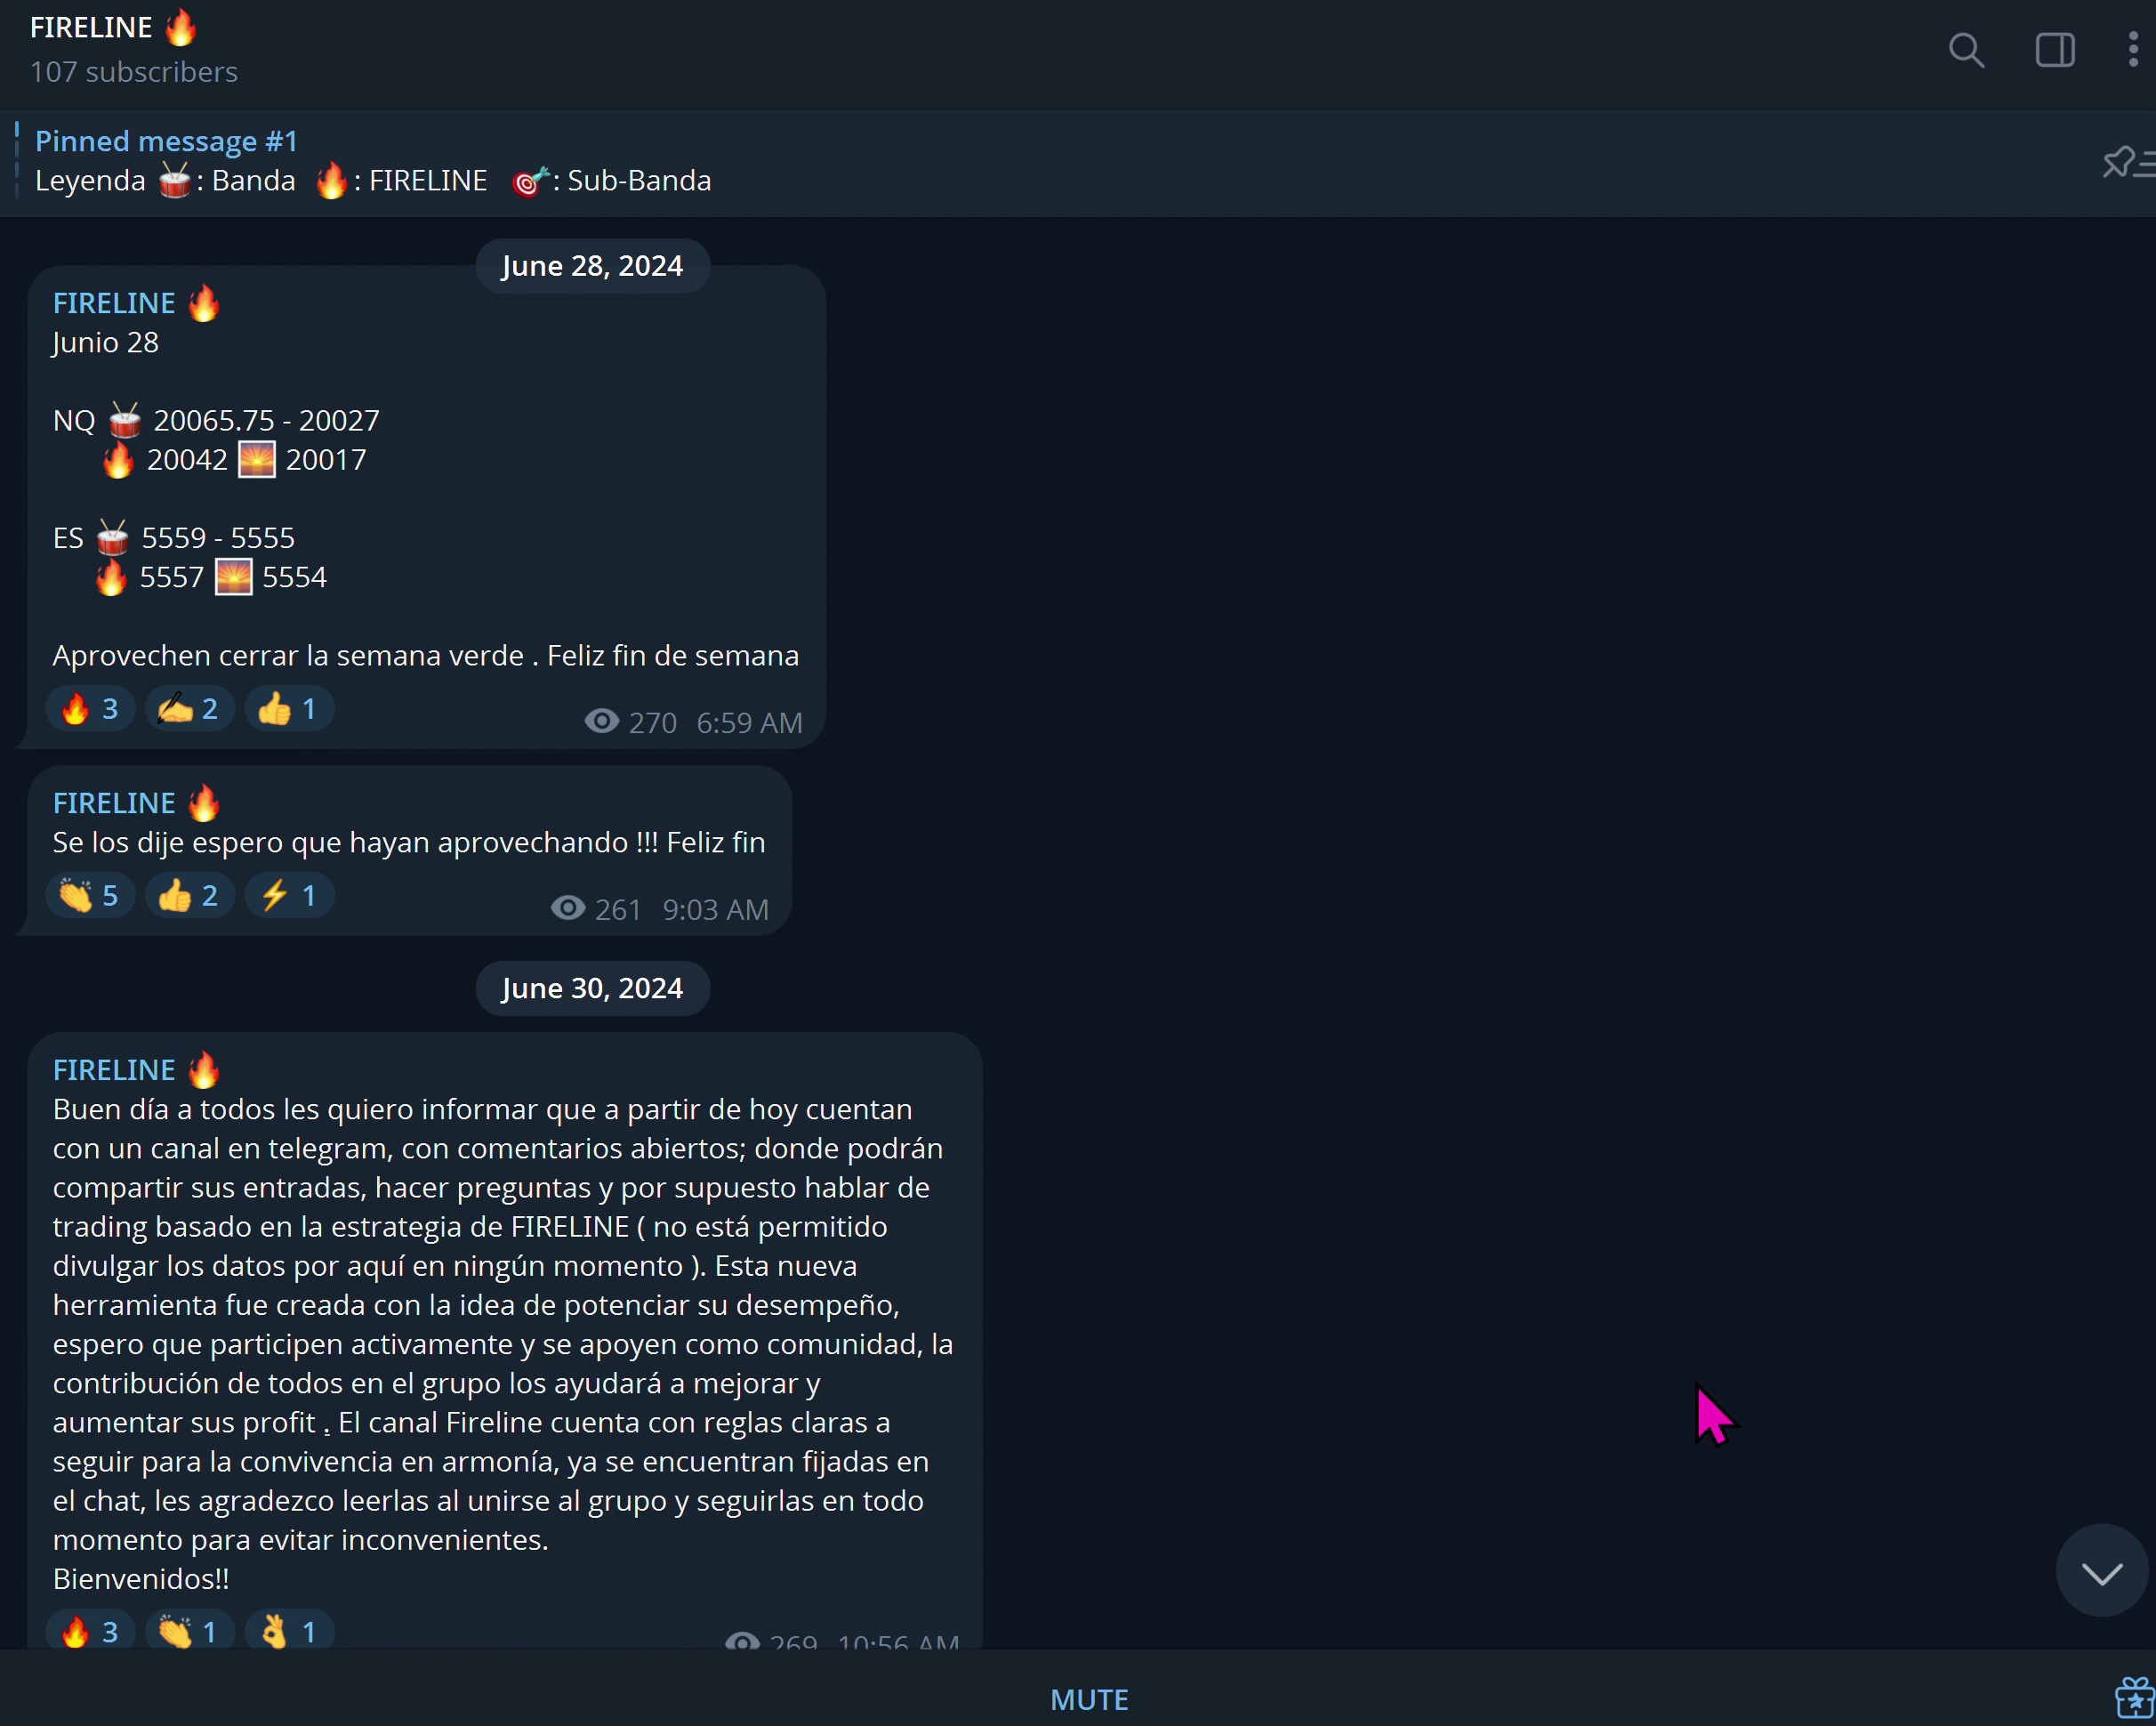 FIRELINE 🔥
107 subscribers
Pinned message #1
Leyenda 🥁: Banda 🔥: FIRELINE 🎯: Sub-Banda
June 28, 2024
FIRELINE 🔥
Junio 28
NQ 🥁 20065.75 - 20027
🔥 20042 🌅 20017
ES 🥁 5559 - 5555
🔥 5557 🌅 5554
Aprovechen cerrar la semana verde . Feliz fin de semana
🔥 3 ✍️ 2 👍 1 270 6:59 AM
FIRELINE 🔥
Se los dije espero que hayan aprovechando !!! Feliz fin
👏 5 👍 2 ⚡ 1 261 9:03 AM
June 30, 2024
FIRELINE 🔥
Buen día a todos les quiero informar que a partir de hoy cuentan
con un canal en telegram, con comentarios abiertos; donde podrán
compartir sus entradas, hacer preguntas y por supuesto hablar de
trading basado en la estrategia de FIRELINE ( no está permitido
divulgar los datos por aquí en ningún momento ). Esta nueva
herramienta fue creada con la idea de potenciar su desempeño,
espero que participen activamente y se apoyen como comunidad, la
contribución de todos en el grupo los ayudará a mejorar y
aumentar sus profit . El canal Fireline cuenta con reglas claras a
seguir para la convivencia en armonía, ya se encuentran fijadas en
el chat, les agradezco leerlas al unirse al grupo y seguirlas en todo
momento para evitar inconvenientes.
Bienvenidos!!
🔥 3 👏 1 👌 1 269 10:56 AM
MUTE